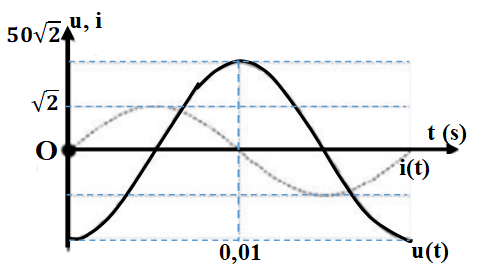 50√2 u, i
√2
t (s)
O
i(t)
0,01
u(t)